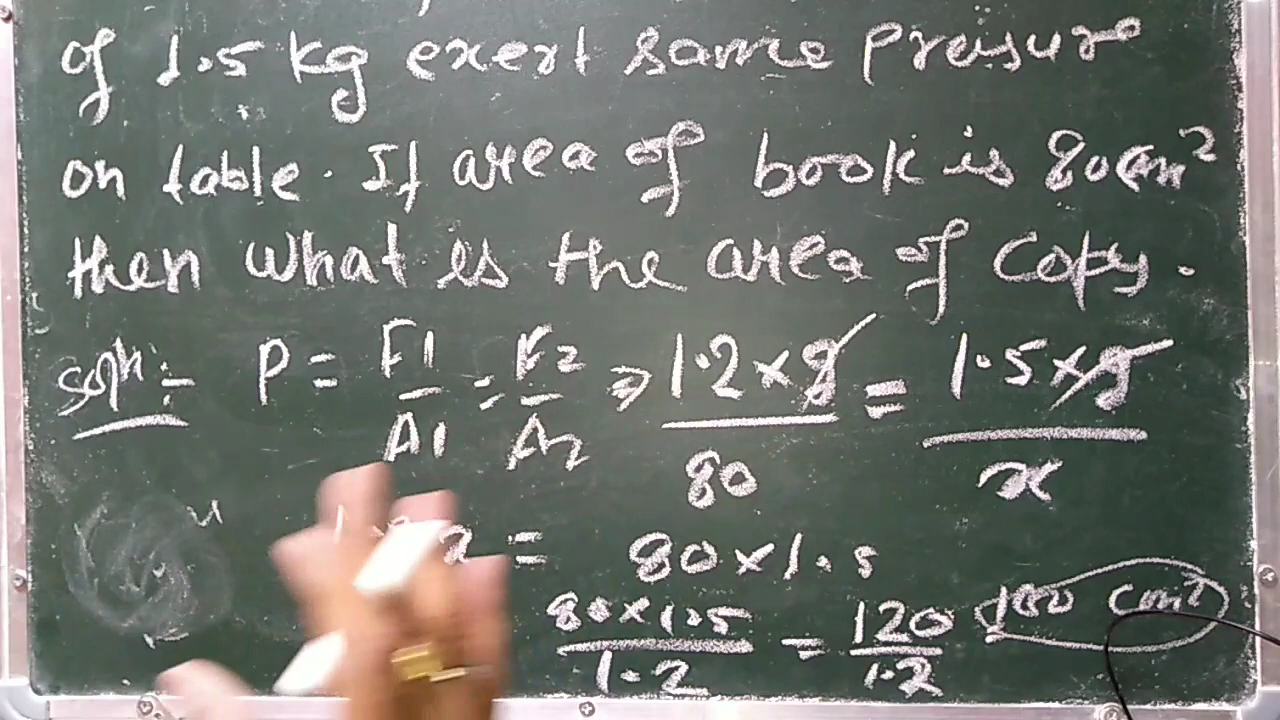 of 1.5 kg exert same Pressure
on table. If area of book is 80cm²
then what is the area of Copy.
Soln:- P = F1/A1 = F2/A2 ⇒ 1.2×g/80 = 1.5×g/x
= 80×1.5
80×1.5/1.2 = 120/1.2 100 cm²